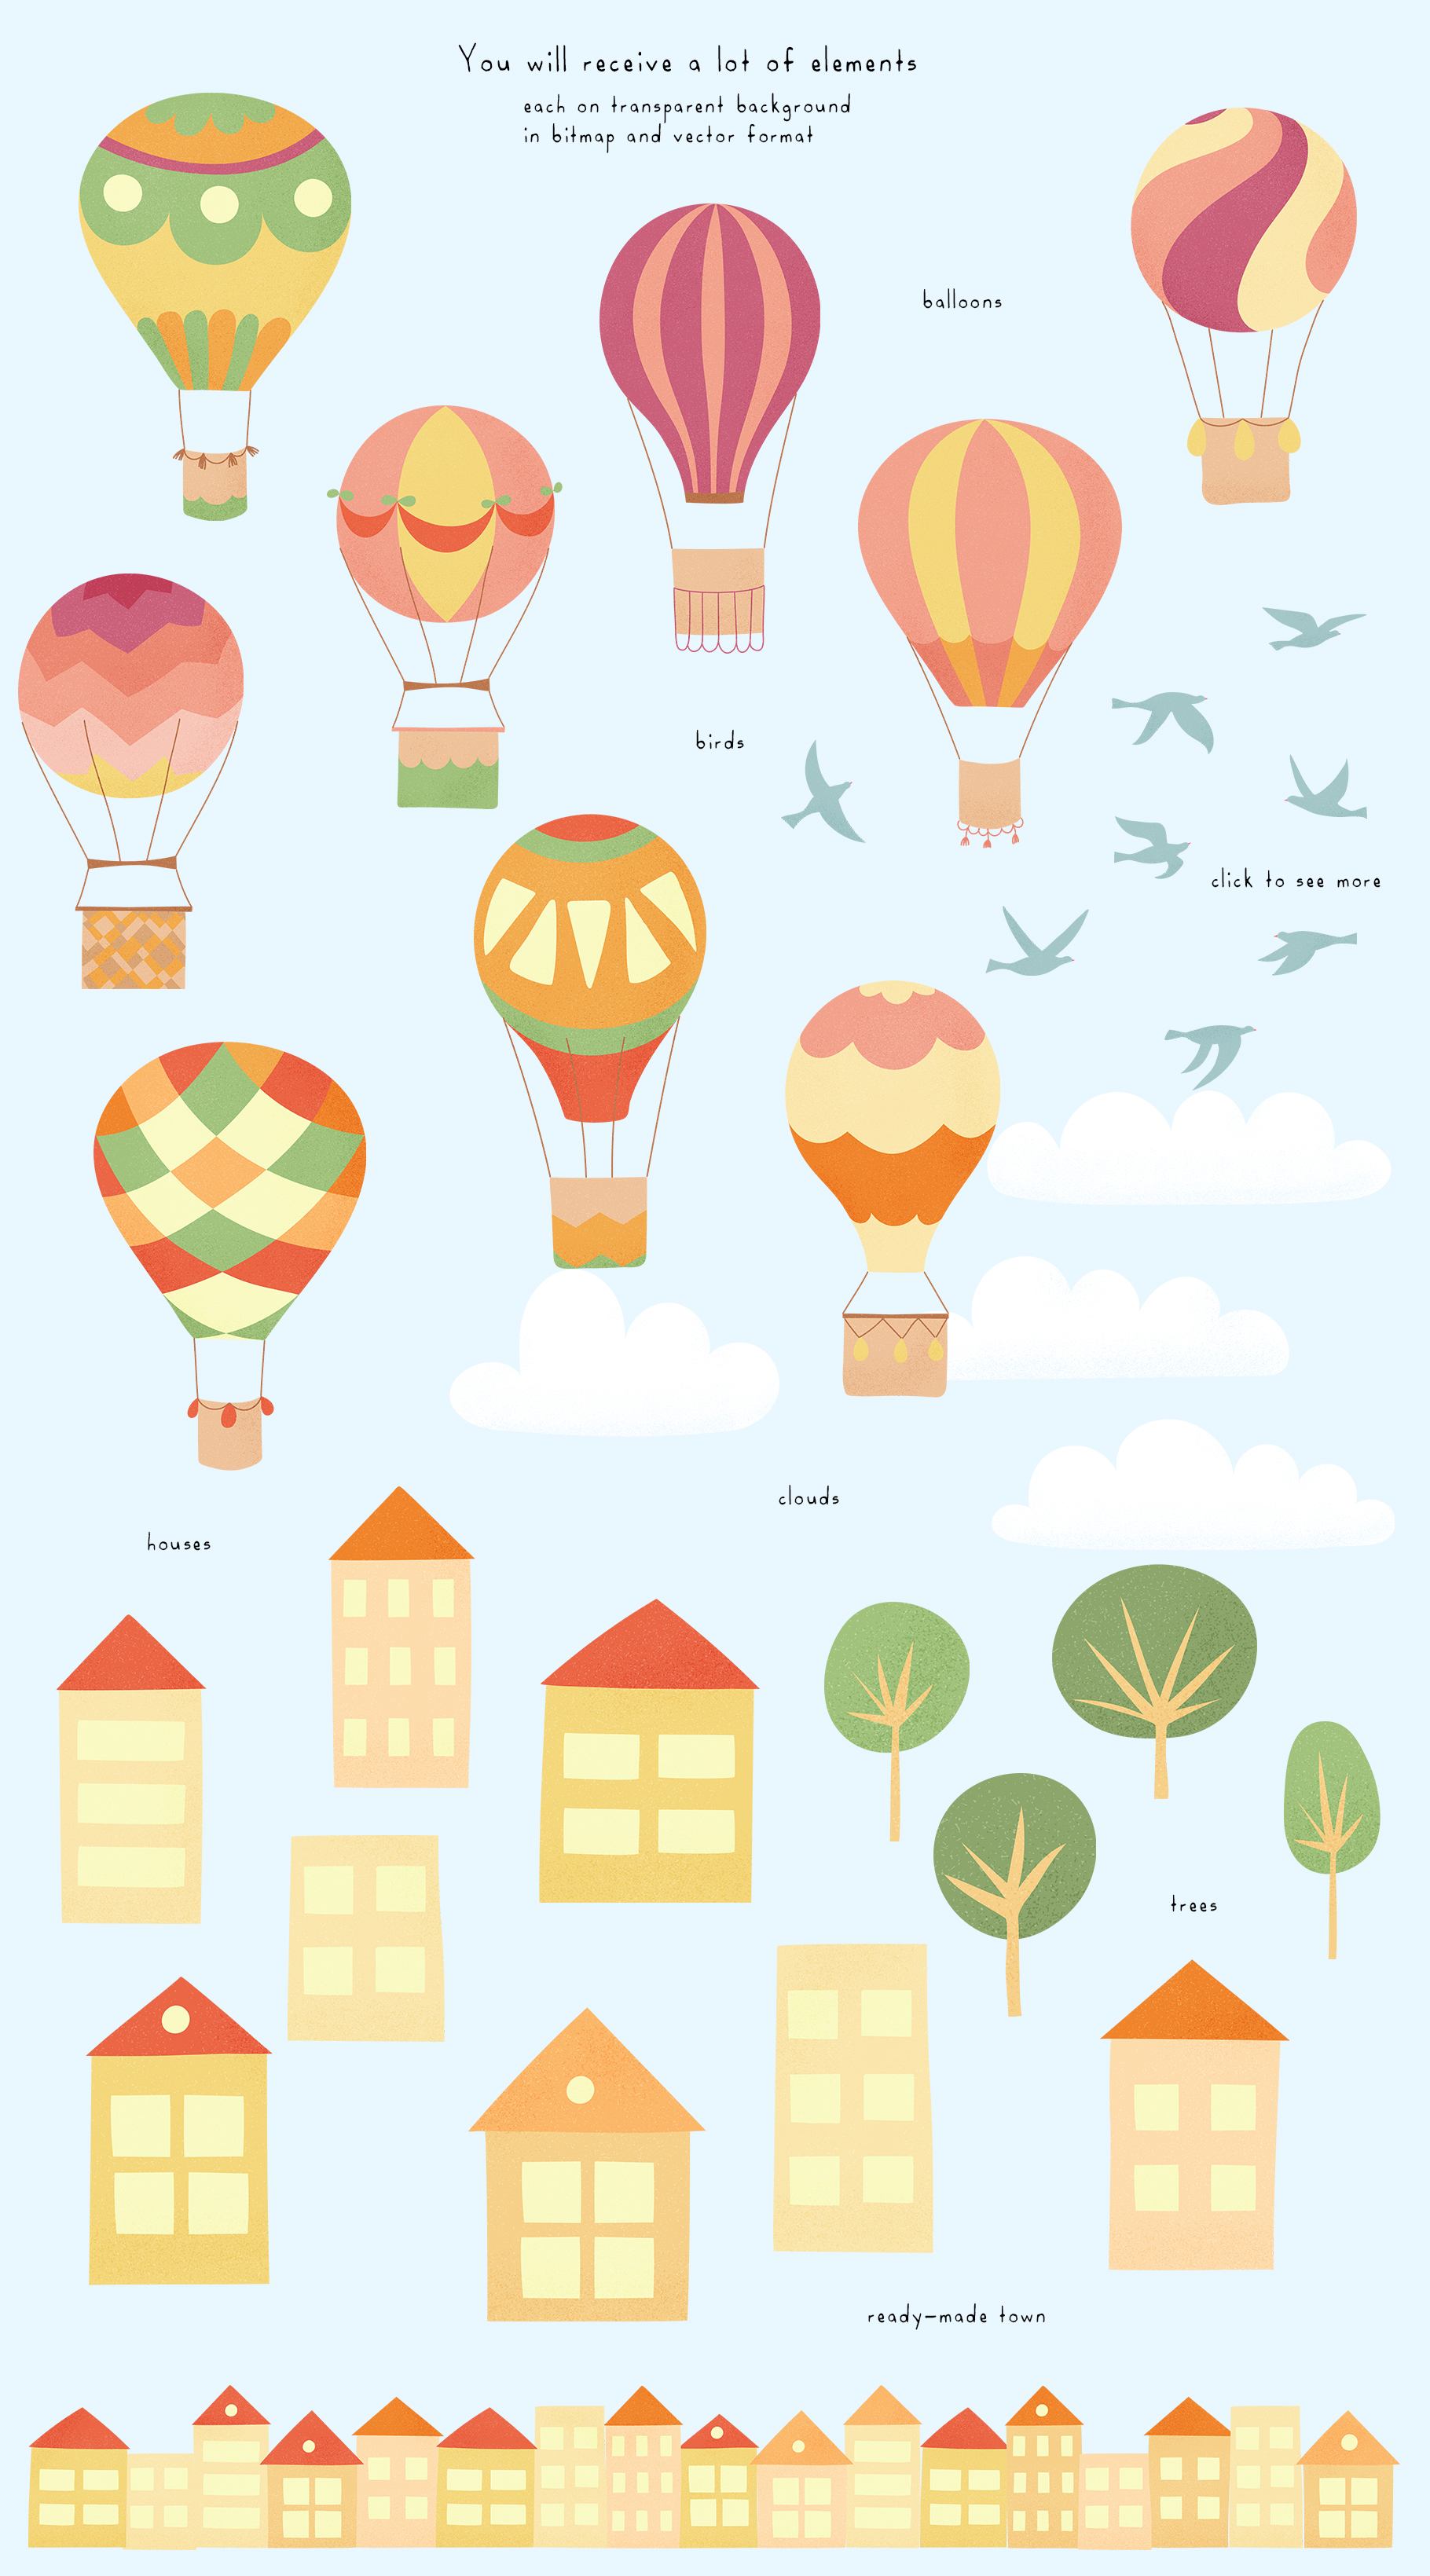 You will receive a lot of elements
each on transparent background
in bitmap and vector format
balloons
birds
click to see more
clouds
houses
trees
ready-made town